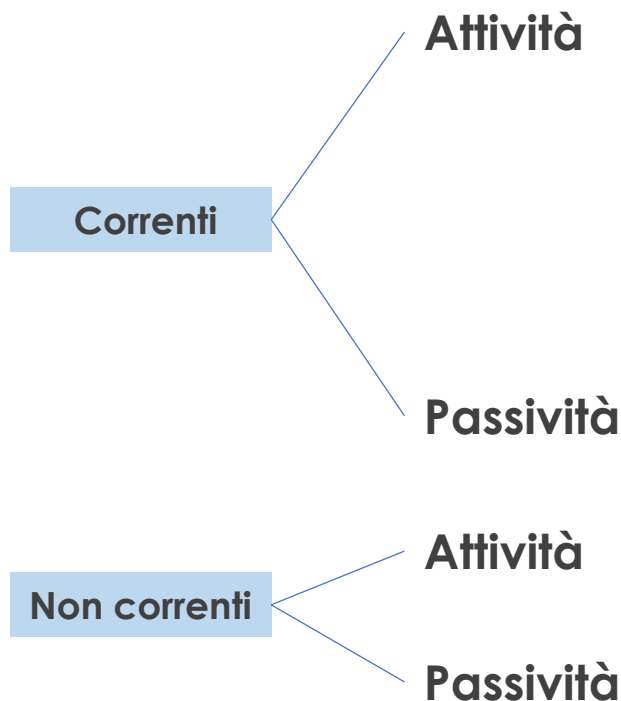 Attività
Correnti
Passività
Attività
Non correnti
Passività